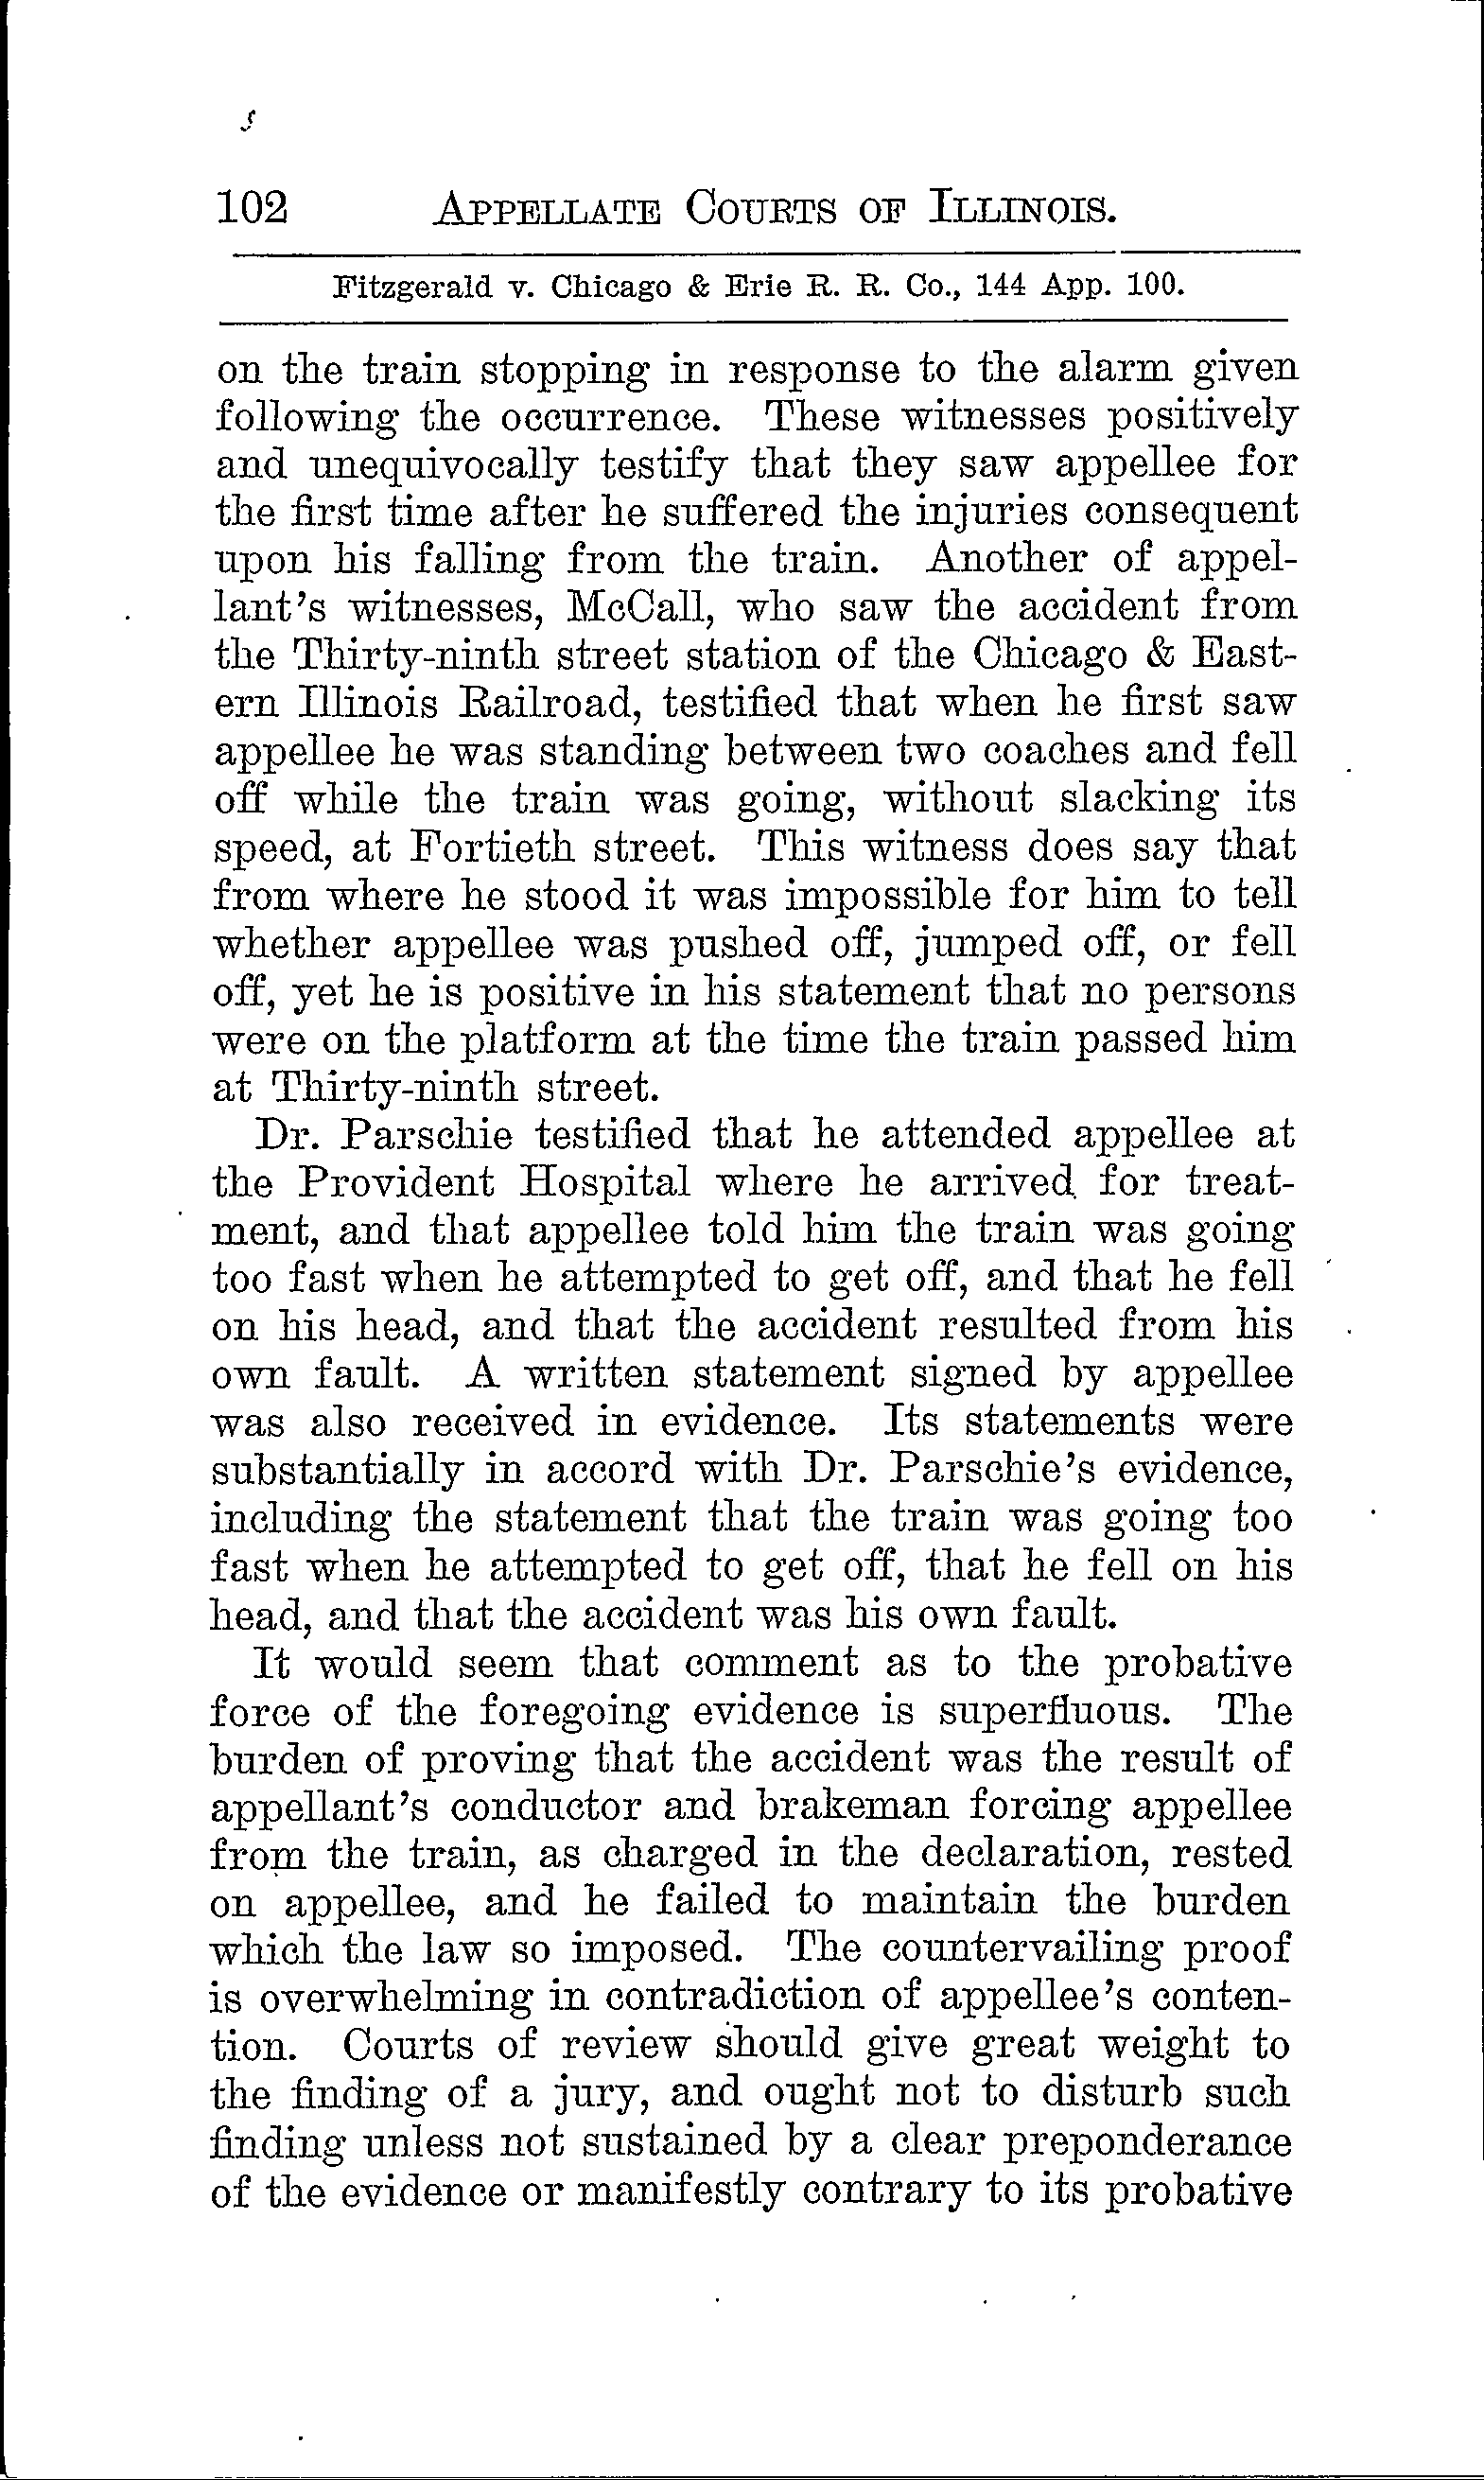 102 APPELLATE COURTS OF ILLINOIS.
Fitzgerald v. Chicago & Erie R. R. Co., 144 App. 100.
on the train stopping in response to the alarm given
following the occurrence. These witnesses positively
and unequivocally testify that they saw appellee for
the first time after he suffered the injuries consequent
upon his falling from the train. Another of appel-
lant's witnesses, McCall, who saw the accident from
the Thirty-ninth street station of the Chicago & East-
ern Illinois Railroad, testified that when he first saw
appellee he was standing between two coaches and fell
off while the train was going, without slacking its
speed, at Fortieth street. This witness does say that
from where he stood it was impossible for him to tell
whether appellee was pushed off, jumped off, or fell
off, yet he is positive in his statement that no persons
were on the platform at the time the train passed him
at Thirty-ninth street.
Dr. Parschie testified that he attended appellee at
the Provident Hospital where he arrived for treat-
ment, and that appellee told him the train was going
too fast when he attempted to get off, and that he fell
on his head, and that the accident resulted from his
own fault. A written statement signed by appellee
was also received in evidence. Its statements were
substantially in accord with Dr. Parschie's evidence,
including the statement that the train was going too
fast when he attempted to get off, that he fell on his
head, and that the accident was his own fault.
It would seem that comment as to the probative
force of the foregoing evidence is superfluous. The
burden of proving that the accident was the result of
appellant's conductor and brakeman forcing appellee
from the train, as charged in the declaration, rested
on appellee, and he failed to maintain the burden
which the law so imposed. The countervailing proof
is overwhelming in contradiction of appellee's conten-
tion. Courts of review should give great weight to
the finding of a jury, and ought not to disturb such
finding unless not sustained by a clear preponderance
of the evidence or manifestly contrary to its probative